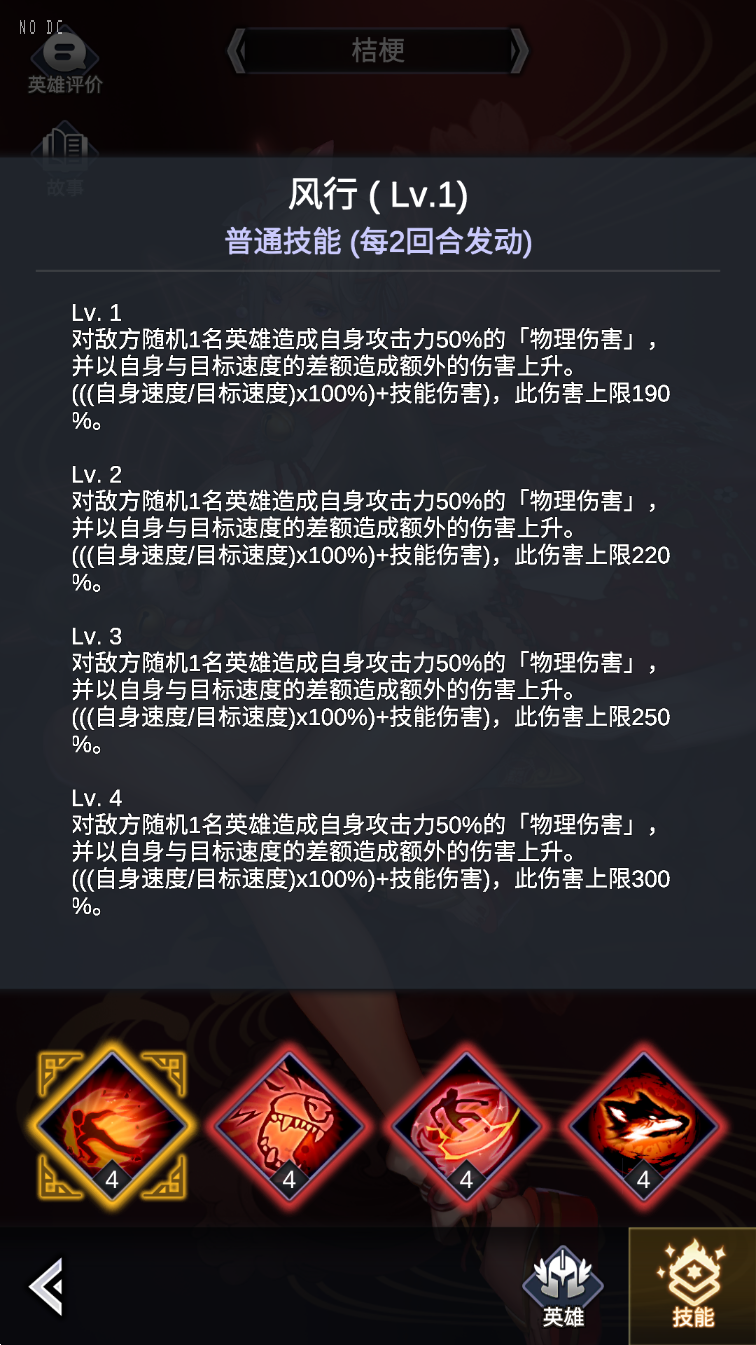 NO DC
桔梗
英雄评价
故事
风行 ( Lv.1)
普通技能 (每2回合发动)
Lv. 1
对敌方随机1名英雄造成自身攻击力50%的「物理伤害」，
并以自身与目标速度的差额造成额外的伤害上升。
(((自身速度/目标速度)x100%)+技能伤害)，此伤害上限190
%。
Lv. 2
对敌方随机1名英雄造成自身攻击力50%的「物理伤害」，
并以自身与目标速度的差额造成额外的伤害上升。
(((自身速度/目标速度)x100%)+技能伤害)，此伤害上限220
%。
Lv. 3
对敌方随机1名英雄造成自身攻击力50%的「物理伤害」，
并以自身与目标速度的差额造成额外的伤害上升。
(((自身速度/目标速度)x100%)+技能伤害)，此伤害上限250
%。
Lv. 4
对敌方随机1名英雄造成自身攻击力50%的「物理伤害」，
并以自身与目标速度的差额造成额外的伤害上升。
(((自身速度/目标速度)x100%)+技能伤害)，此伤害上限300
%。
4
4
4
4
英雄
技能